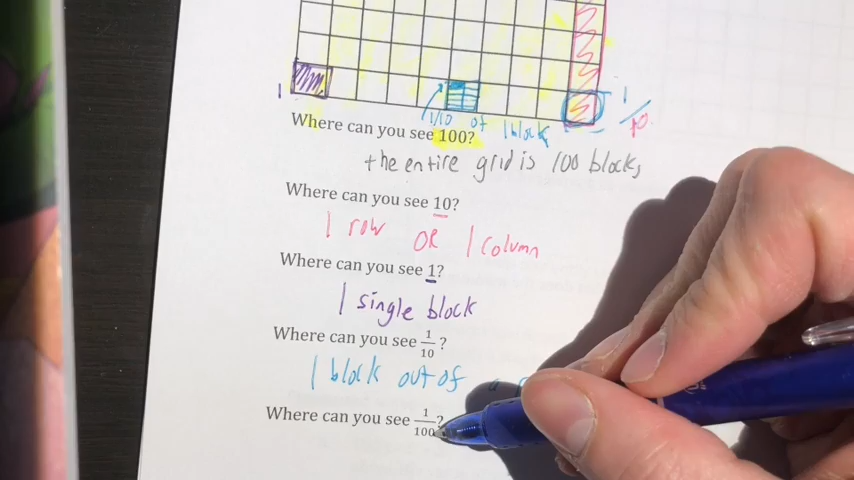 1
1/10 of 1 block
1/10
Where can you see 100?
the entire grid is 100 blocks
Where can you see 10?
1 row OR 1 column
Where can you see 1?
1 single block
Where can you see 1/10?
1 block out of a
Where can you see 1/100?